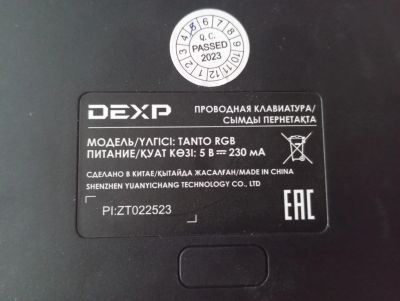 Q.C.
PASSED
2023
DEXP
ПРОВОДНАЯ КЛАВИАТУРА/
СЫМДЫ ПЕРНЕТАҚТА
МОДЕЛЬ/ҮЛГІСІ: TANTO RGB
ПИТАНИЕ/ҚУАТ КӨЗІ: 5 В 230 мА
СДЕЛАНО В КИТАЕ/ҚЫТАЙДА ЖАСАЛҒАН/MADE IN CHINA
SHENZHEN YUANYICHANG TECHNOLOGY CO., LTD
PI:ZT022523
EAC